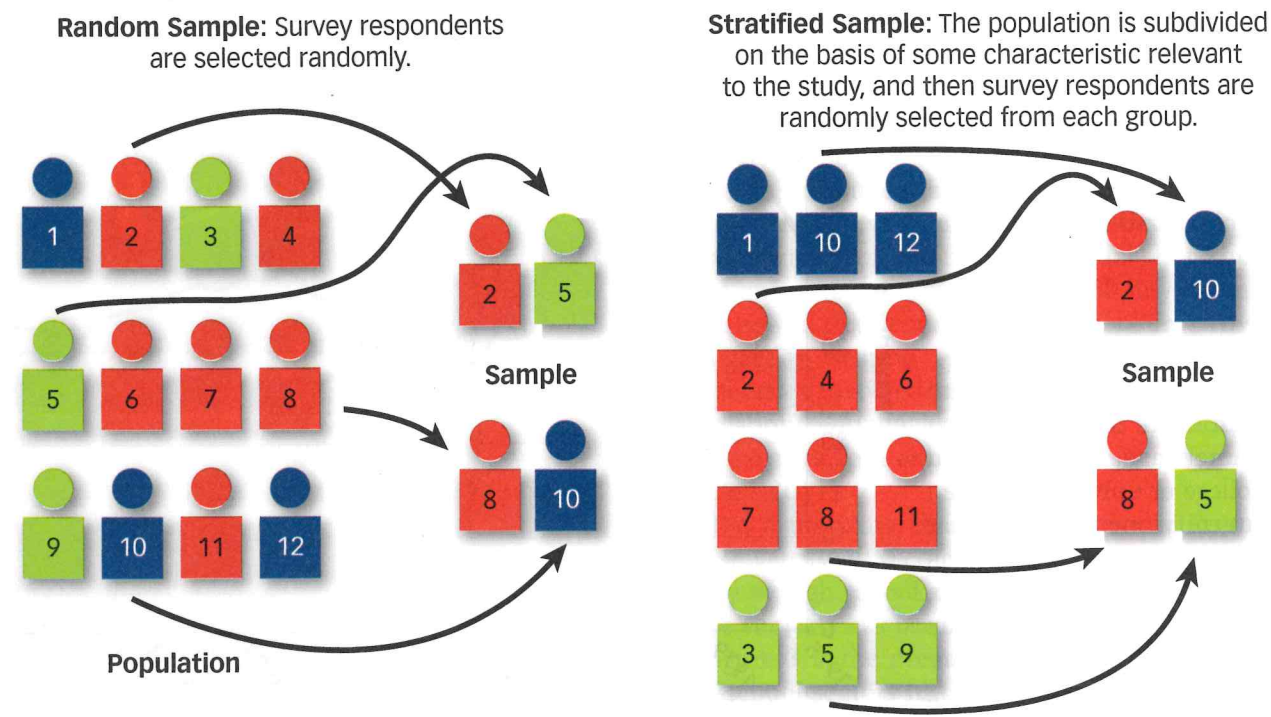 Random Sample: Survey respondents
are selected randomly.
1 2 3 4
2 5
5 6 7 8
Sample
8 10
9 10 11 12
Population
Stratified Sample: The population is subdivided
on the basis of some characteristic relevant
to the study, and then survey respondents are
randomly selected from each group.
1 10 12
2 10
2 4 6
Sample
7 8 11
8 5
3 5 9